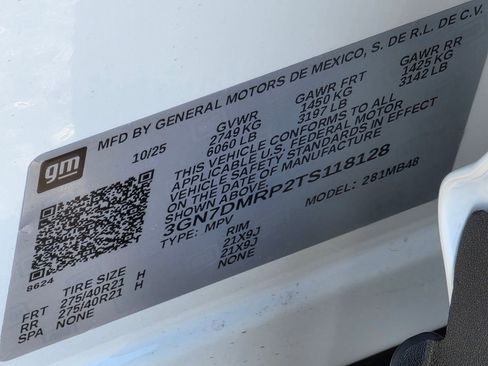 gm
MFD BY GENERAL MOTORS DE MEXICO, S. DE R.L. DE C.V.
10/25
GVWR
2749 KG
6060 LB
GAWR FRT
1450 KG
3197 LB
GAWR RR
1425 KG
3142 LB
THIS VEHICLE CONFORMS TO ALL
APPLICABLE U.S. FEDERAL MOTOR
VEHICLE SAFETY STANDARDS IN EFFECT
ON THE DATE OF MANUFACTURE
SHOWN ABOVE.
3GN7DMRP2TS118128
TYPE: MPV
MODEL: 281MB48
8624
TIRE SIZE
RIM
FRT 275/40R21 H 21X9J
RR 275/40R21 H 21X9J
SPA NONE NONE